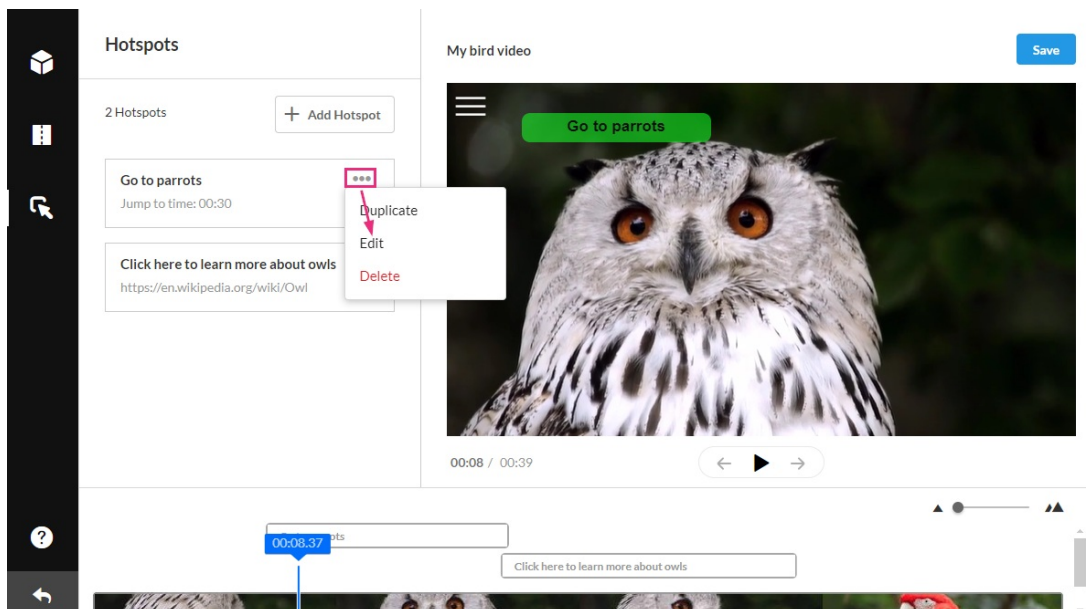 Hotspots
My bird video
Save
2 Hotspots
+ Add Hotspot
Go to parrots
Go to parrots
Jump to time: 00:30
Duplicate
Edit
Click here to learn more about owls
Delete
https://en.wikipedia.org/wiki/Owl
00:08 / 00:39
?
00:08.37
Click here to learn more about owls